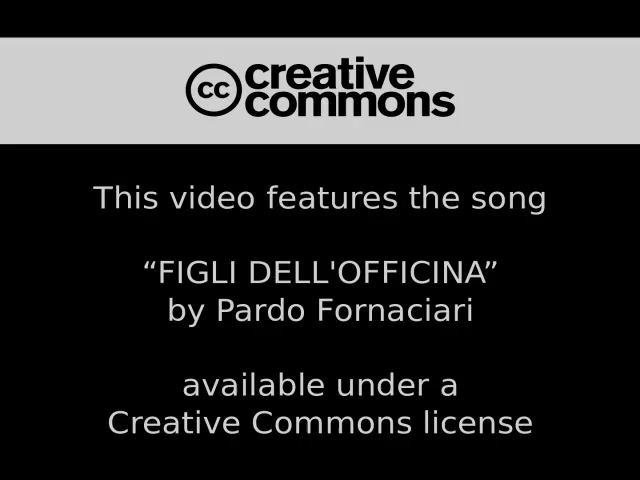 cc creative
commons
This video features the song
“FIGLI DELL'OFFICINA”
by Pardo Fornaciari
available under a
Creative Commons license